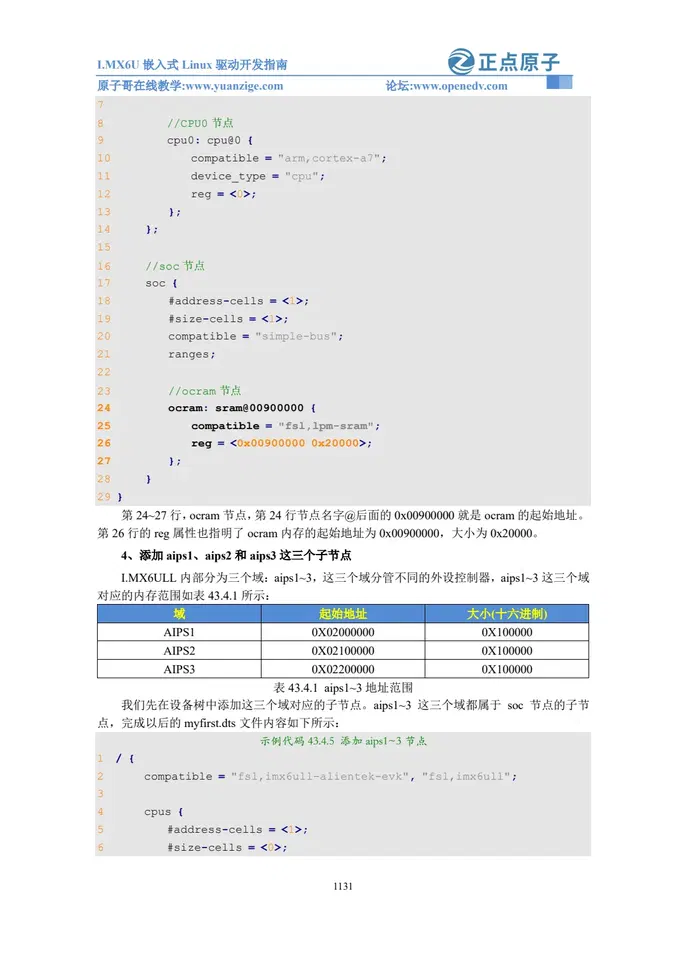 I.MX6U 嵌入式 Linux 驱动开发指南
正点原子
原子哥在线教学:www.yuanzige.com 论坛:www.openedv.com
7
8 //CPU0 节点
9 cpu0: cpu@0 {
10 compatible = "arm,cortex-a7";
11 device_type = "cpu";
12 reg = <0>;
13 };
14 };
15
16 //soc 节点
17 soc {
18 #address-cells = <1>;
19 #size-cells = <1>;
20 compatible = "simple-bus";
21 ranges;
22
23 //ocram 节点
24 ocram: sram@00900000 {
25 compatible = "fsl,lpm-sram";
26 reg = <0x00900000 0x20000>;
27 };
28 }
29 }
第 24~27 行，ocram 节点，第 24 行节点名字@后面的 0x00900000 就是 ocram 的起始地址。
第 26 行的 reg 属性也指明了 ocram 内存的起始地址为 0x00900000，大小为 0x20000。
4、添加 aips1、aips2 和 aips3 这三个子节点
I.MX6ULL 内部分为三个域：aips1~3，这三个域分管不同的外设控制器，aips1~3 这三个域
对应的内存范围如表 43.4.1 所示：
域 起始地址 大小(十六进制)
AIPS1 0X02000000 0X100000
AIPS2 0X02100000 0X100000
AIPS3 0X02200000 0X100000
表 43.4.1 aips1~3 地址范围
我们先在设备树中添加这三个域对应的子节点。aips1~3 这三个域都属于 soc 节点的子节
点，完成以后的 myfirst.dts 文件内容如下所示：
示例代码 43.4.5 添加 aips1~3 节点
1 / {
2 compatible = "fsl,imx6ull-alientek-evk", "fsl,imx6ull";
3
4 cpus {
5 #address-cells = <1>;
6 #size-cells = <0>;
1131